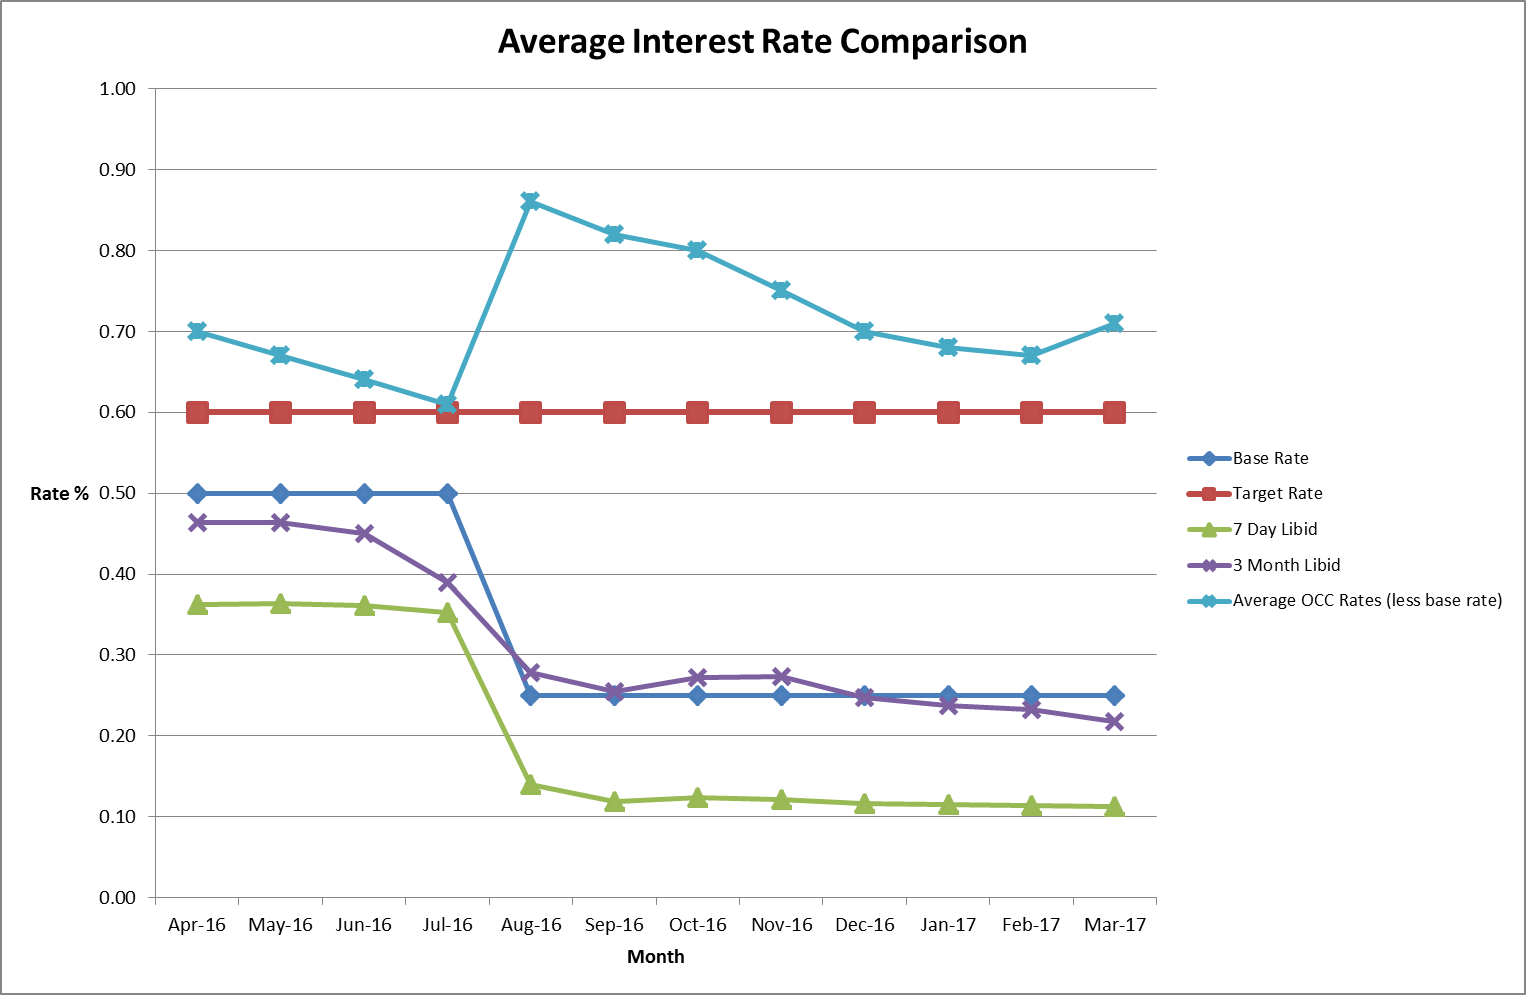 Average Interest Rate Comparison
1.00
0.90
0.80
0.70
0.60
0.50
0.40
0.30
0.20
0.10
0.00
Rate %
Apr-16 May-16 Jun-16 Jul-16 Aug-16 Sep-16 Oct-16 Nov-16 Dec-16 Jan-17 Feb-17 Mar-17
Month
Base Rate
Target Rate
7 Day Libid
3 Month Libid
Average OCC Rates (less base rate)